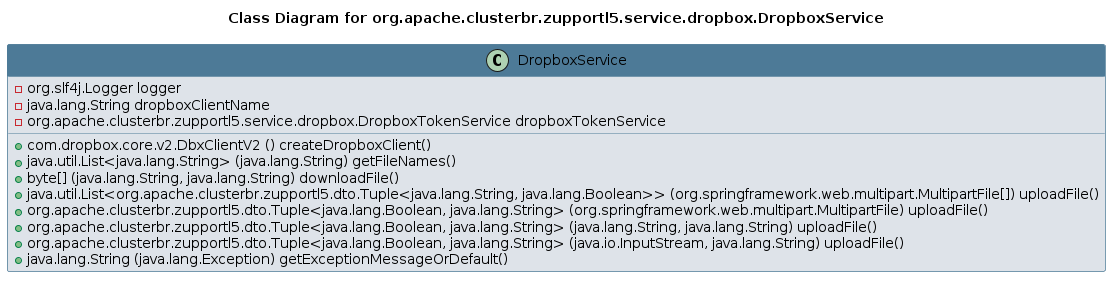 Class Diagram for org.apache.clusterbr.zupportl5.service.dropbox.DropboxService
C DropboxService
org.slf4j.Logger logger
java.lang.String dropboxClientName
org.apache.clusterbr.zupportl5.service.dropbox.DropboxTokenService dropboxTokenService
com.dropbox.core.v2.DbxClientV2 () createDropboxClient()
java.util.List<java.lang.String> (java.lang.String) getFileNames()
byte[] (java.lang.String, java.lang.String) downloadFile()
java.util.List<org.apache.clusterbr.zupportl5.dto.Tuple<java.lang.String, java.lang.Boolean>> (org.springframework.web.multipart.MultipartFile[]) uploadFile()
org.apache.clusterbr.zupportl5.dto.Tuple<java.lang.Boolean, java.lang.String> (org.springframework.web.multipart.MultipartFile) uploadFile()
org.apache.clusterbr.zupportl5.dto.Tuple<java.lang.Boolean, java.lang.String> (java.lang.String, java.lang.String) uploadFile()
org.apache.clusterbr.zupportl5.dto.Tuple<java.lang.Boolean, java.lang.String> (java.io.InputStream, java.lang.String) uploadFile()
java.lang.String (java.lang.Exception) getExceptionMessageOrDefault()